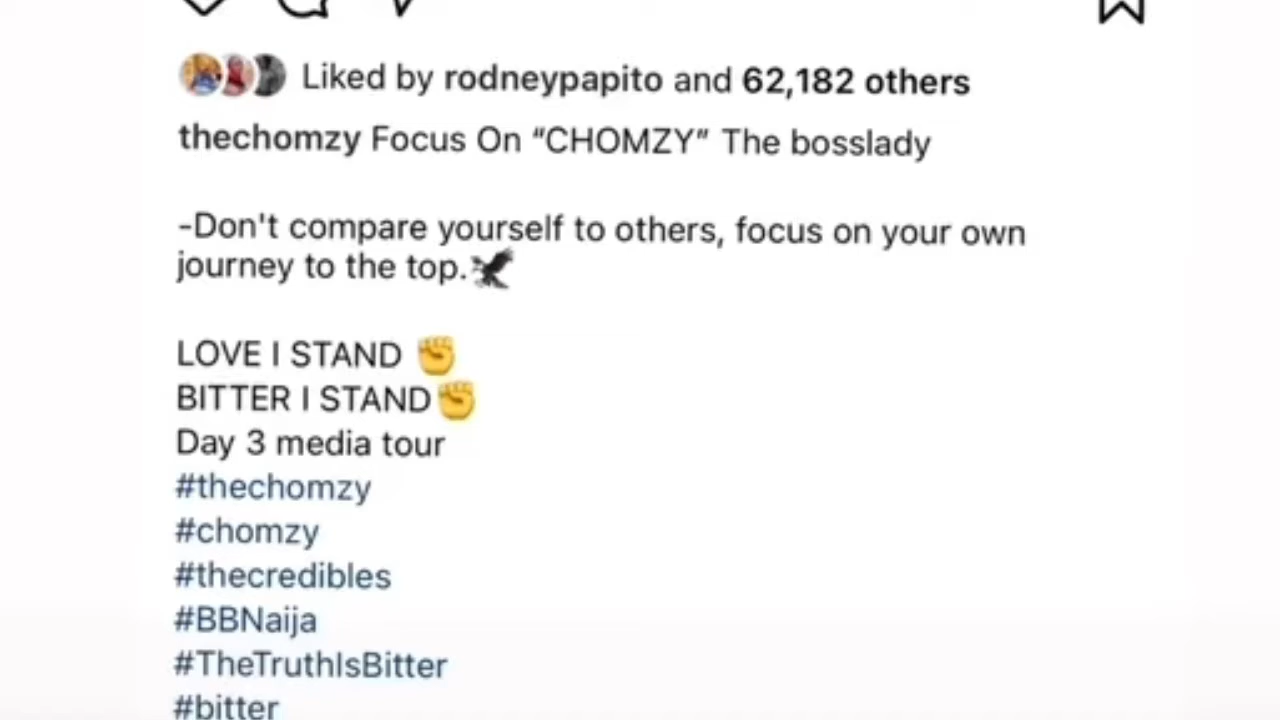 Liked by rodneypapito and 62,182 others
thechomzy Focus On “CHOMZY” The bosslady
-Don't compare yourself to others, focus on your own
journey to the top.🦅
LOVE I STAND ✊
BITTER I STAND✊
Day 3 media tour
#thechomzy
#chomzy
#thecredibles
#BBNaija
#TheTruthIsBitter
#bitter